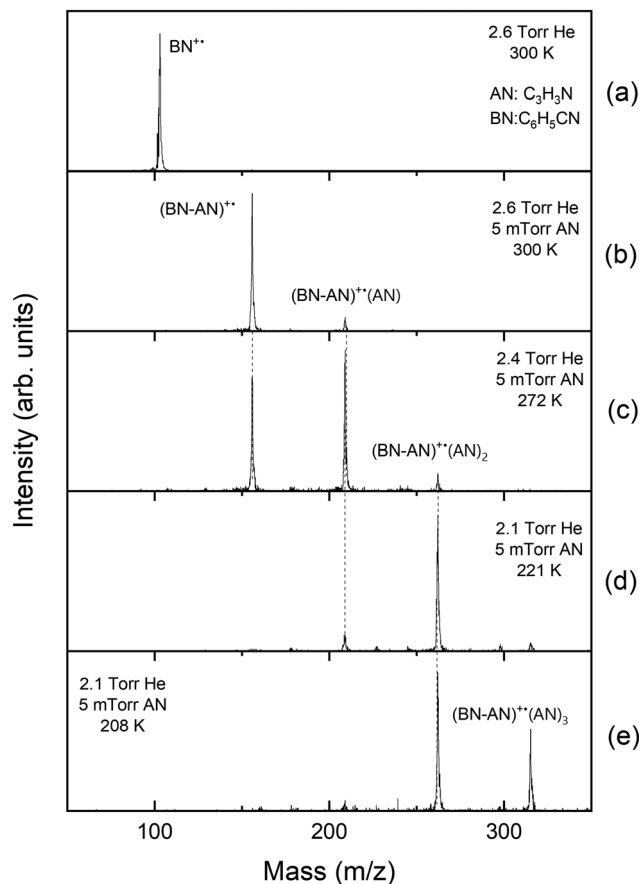 BN⁺•
2.6 Torr He
300 K
AN: C₃H₃N
BN:C₆H₅CN
(a)
(BN-AN)⁺•
(BN-AN)⁺•(AN)
2.6 Torr He
5 mTorr AN
300 K
(b)
2.4 Torr He
5 mTorr AN
272 K
(BN-AN)⁺•(AN)₂
(c)
2.1 Torr He
5 mTorr AN
221 K
(d)
2.1 Torr He
5 mTorr AN
208 K
(BN-AN)⁺•(AN)₃
(e)
Intensity (arb. units)
100 200 300
Mass (m/z)